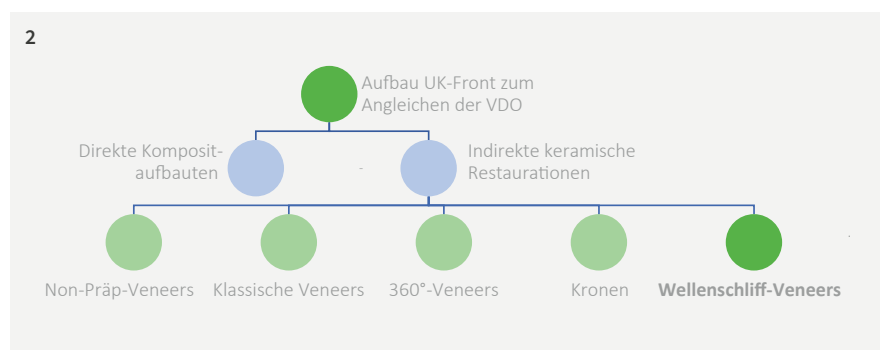 2
Aufbau UK-Front zum
Angleichen der VDO
Direkte Komposit-
aufbauten
Indirekte keramische
Restaurationen
Non-Präp-Veneers
Klassische Veneers
360°-Veneers
Kronen
Wellenschliff-Veneers